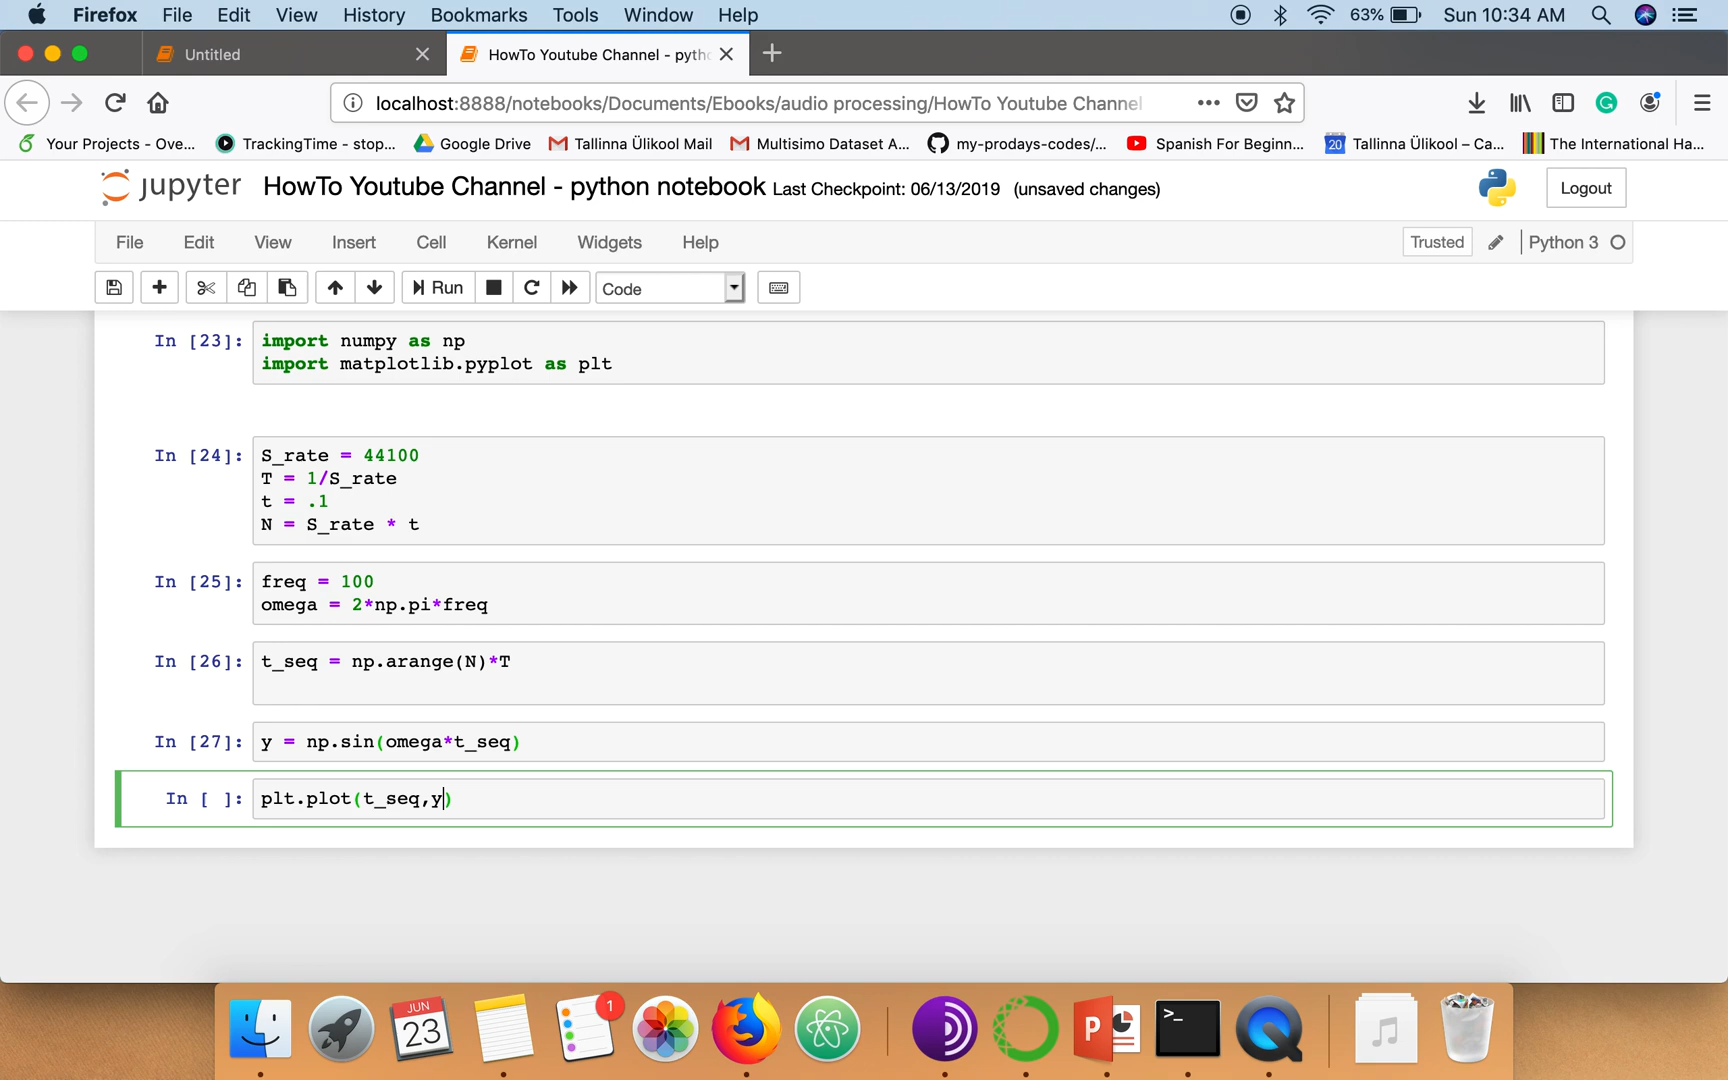 Firefox File Edit View History Bookmarks Tools Window Help 63% Sun 10:34 AM
Untitled HowTo Youtube Channel - pytho
localhost:8888/notebooks/Documents/Ebooks/audio processing/HowTo Youtube Channel
Your Projects - Ove... TrackingTime - stop... Google Drive Tallinna Ülikool Mail Multisimo Dataset A... my-prodays-codes/... Spanish For Beginn... 20 Tallinna Ülikool – Ca... The International Ha...
jupyter HowTo Youtube Channel - python notebook Last Checkpoint: 06/13/2019 (unsaved changes) Logout
File Edit View Insert Cell Kernel Widgets Help Trusted Python 3
Run Code
In [23]: import numpy as np
import matplotlib.pyplot as plt
In [24]: S_rate = 44100
T = 1/S_rate
t = .1
N = S_rate * t
In [25]: freq = 100
omega = 2*np.pi*freq
In [26]: t_seq = np.arange(N)*T
In [27]: y = np.sin(omega*t_seq)
In [ ]: plt.plot(t_seq,y)
JUN
23
1
P
>_